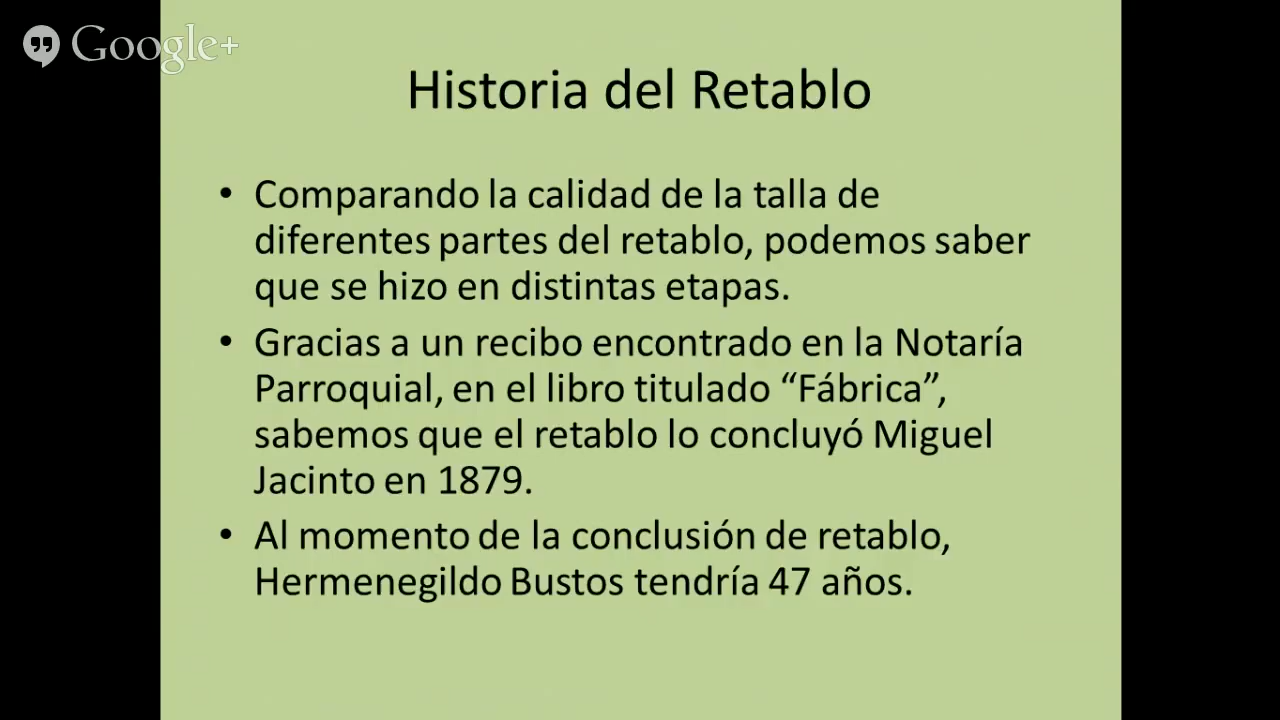 Google+
Historia del Retablo
• Comparando la calidad de la talla de
diferentes partes del retablo, podemos saber
que se hizo en distintas etapas.
• Gracias a un recibo encontrado en la Notaría
Parroquial, en el libro titulado “Fábrica”,
sabemos que el retablo lo concluyó Miguel
Jacinto en 1879.
• Al momento de la conclusión de retablo,
Hermenegildo Bustos tendría 47 años.